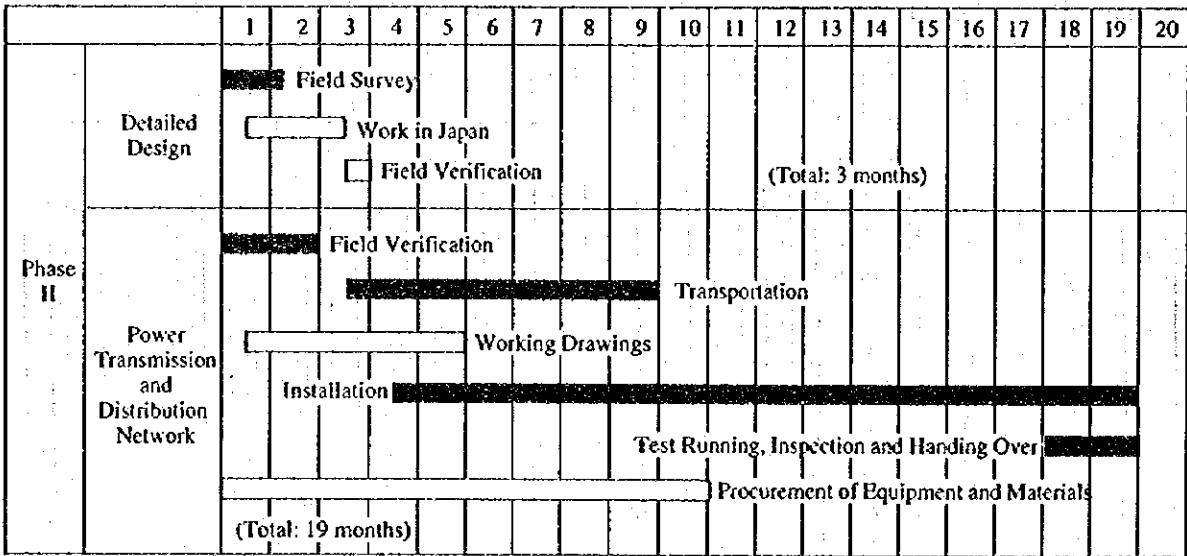 1 2 3 4 5 6 7 8 9 10 11 12 13 14 15 16 17 18 19 20
Phase
II
Detailed
Design
Field Survey
Work in Japan
Field Verification
(Total: 3 months)
Power
Transmission
and
Distribution
Network
Field Verification
Transportation
Working Drawings
Installation
Test Running, Inspection and Handing Over
Procurement of Equipment and Materials
(Total: 19 months)